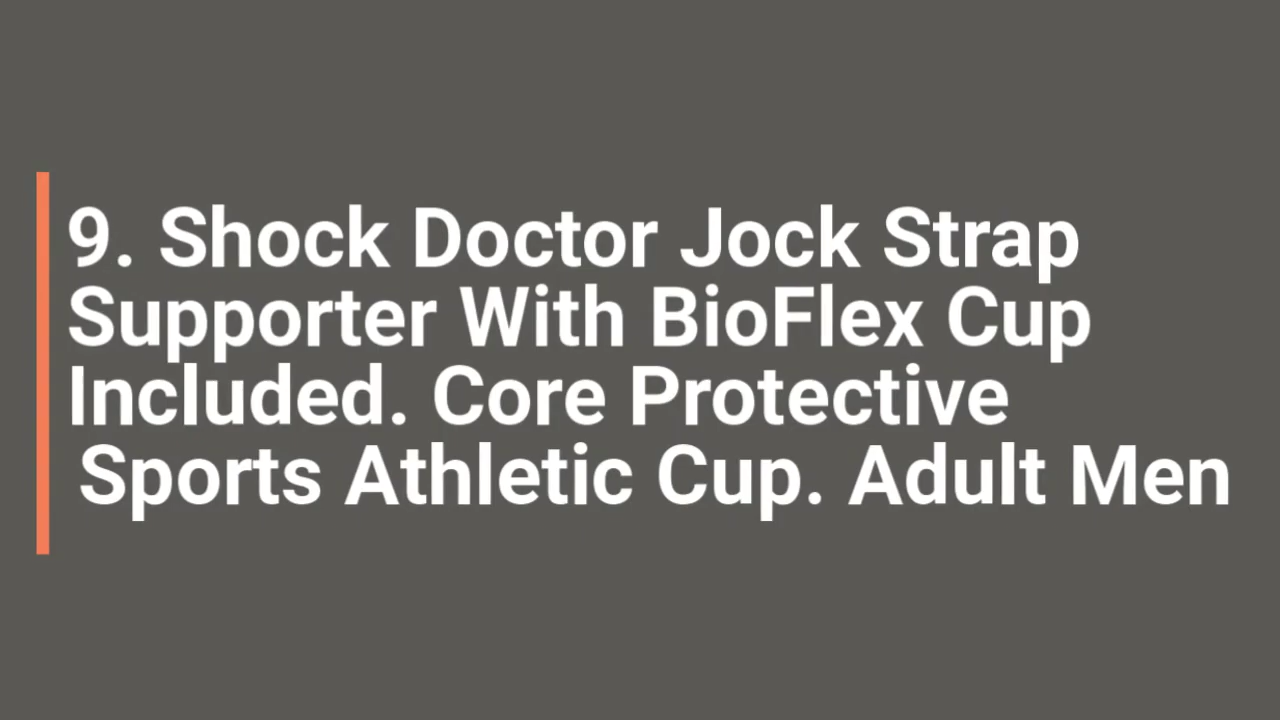 9. Shock Doctor Jock Strap
Supporter With BioFlex Cup
Included. Core Protective
Sports Athletic Cup. Adult Men